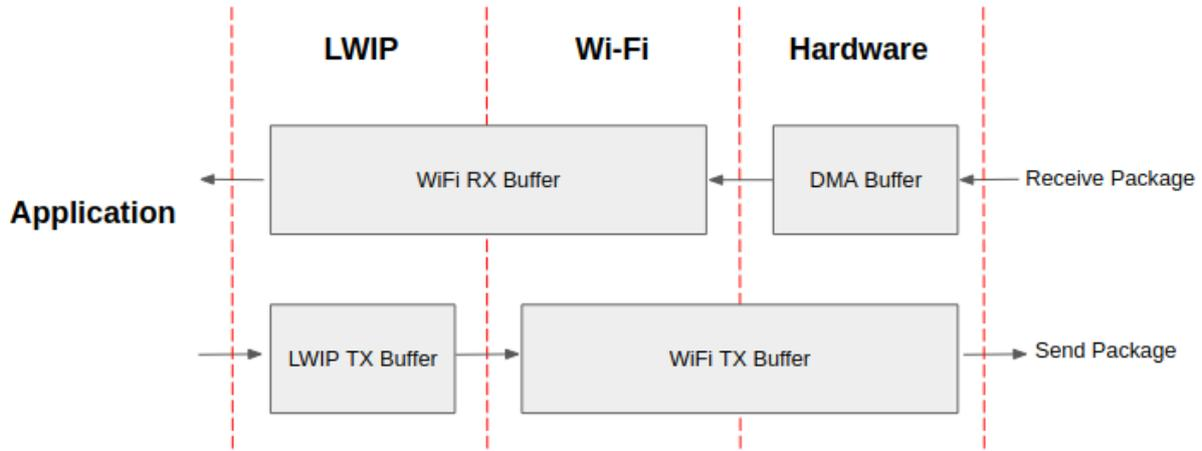 LWIP
Wi-Fi
Hardware
WiFi RX Buffer
DMA Buffer
Receive Package
Application
LWIP TX Buffer
WiFi TX Buffer
Send Package